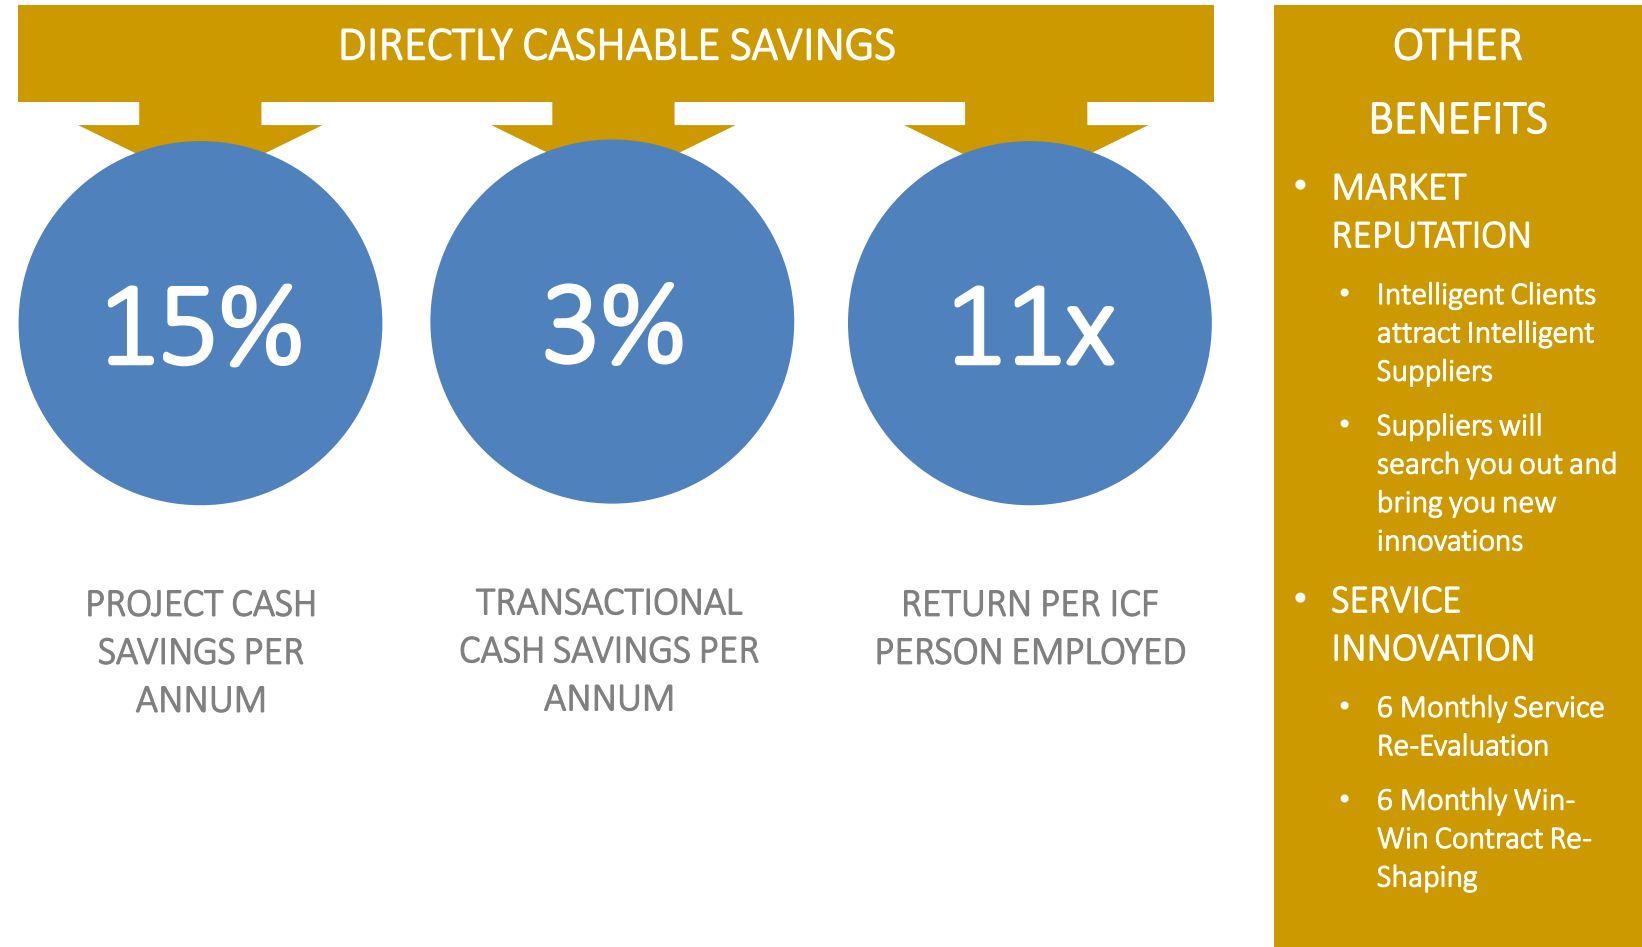 DIRECTLY CASHABLE SAVINGS
15%
3%
11x
PROJECT CASH
SAVINGS PER
ANNUM
TRANSACTIONAL
CASH SAVINGS PER
ANNUM
RETURN PER ICF
PERSON EMPLOYED
OTHER
BENEFITS
• MARKET
REPUTATION
• Intelligent Clients
attract Intelligent
Suppliers
• Suppliers will
search you out and
bring you new
innovations
• SERVICE
INNOVATION
• 6 Monthly Service
Re-Evaluation
• 6 Monthly Win-
Win Contract Re-
Shaping